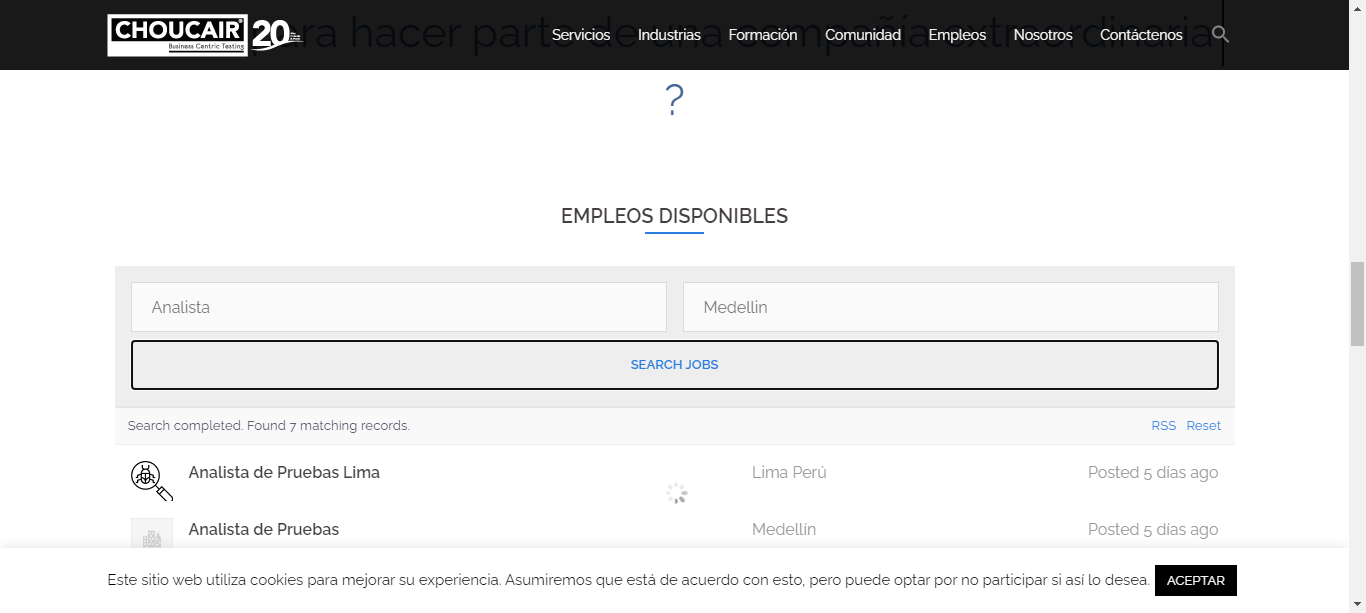 para hacer parte de una compañía extraordinaria
CHOUCAIR
Business Centric Testing
20
Servicios
Industrias
Formación
Comunidad
Empleos
Nosotros
Contáctenos
?
EMPLEOS DISPONIBLES
Analista
Medellin
SEARCH JOBS
Search completed. Found 7 matching records.
RSS
Reset
Analista de Pruebas Lima
Lima Perú
Posted 5 días ago
Analista de Pruebas
Medellín
Posted 5 días ago
Este sitio web utiliza cookies para mejorar su experiencia. Asumiremos que está de acuerdo con esto, pero puede optar por no participar si así lo desea.
ACEPTAR